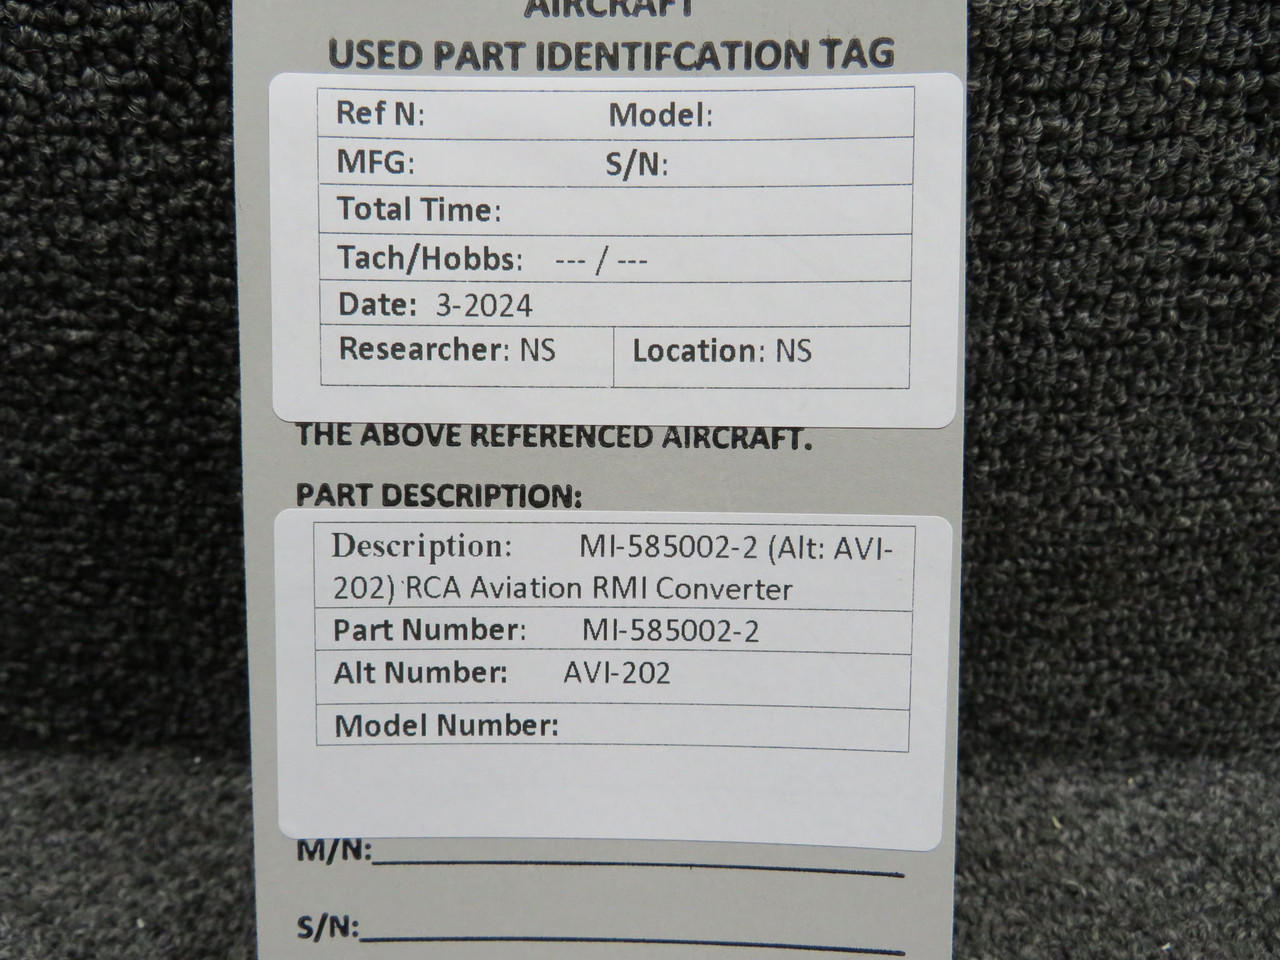 AIRCRAFT
USED PART IDENTIFCATION TAG
Ref N: Model:
MFG: S/N:
Total Time:
Tach/Hobbs: --- / ---
Date: 3-2024
Researcher: NS Location: NS
THE ABOVE REFERENCED AIRCRAFT.
PART DESCRIPTION:
Description: MI-585002-2 (Alt: AVI-
202) RCA Aviation RMI Converter
Part Number: MI-585002-2
Alt Number: AVI-202
Model Number:
M/N:
S/N: